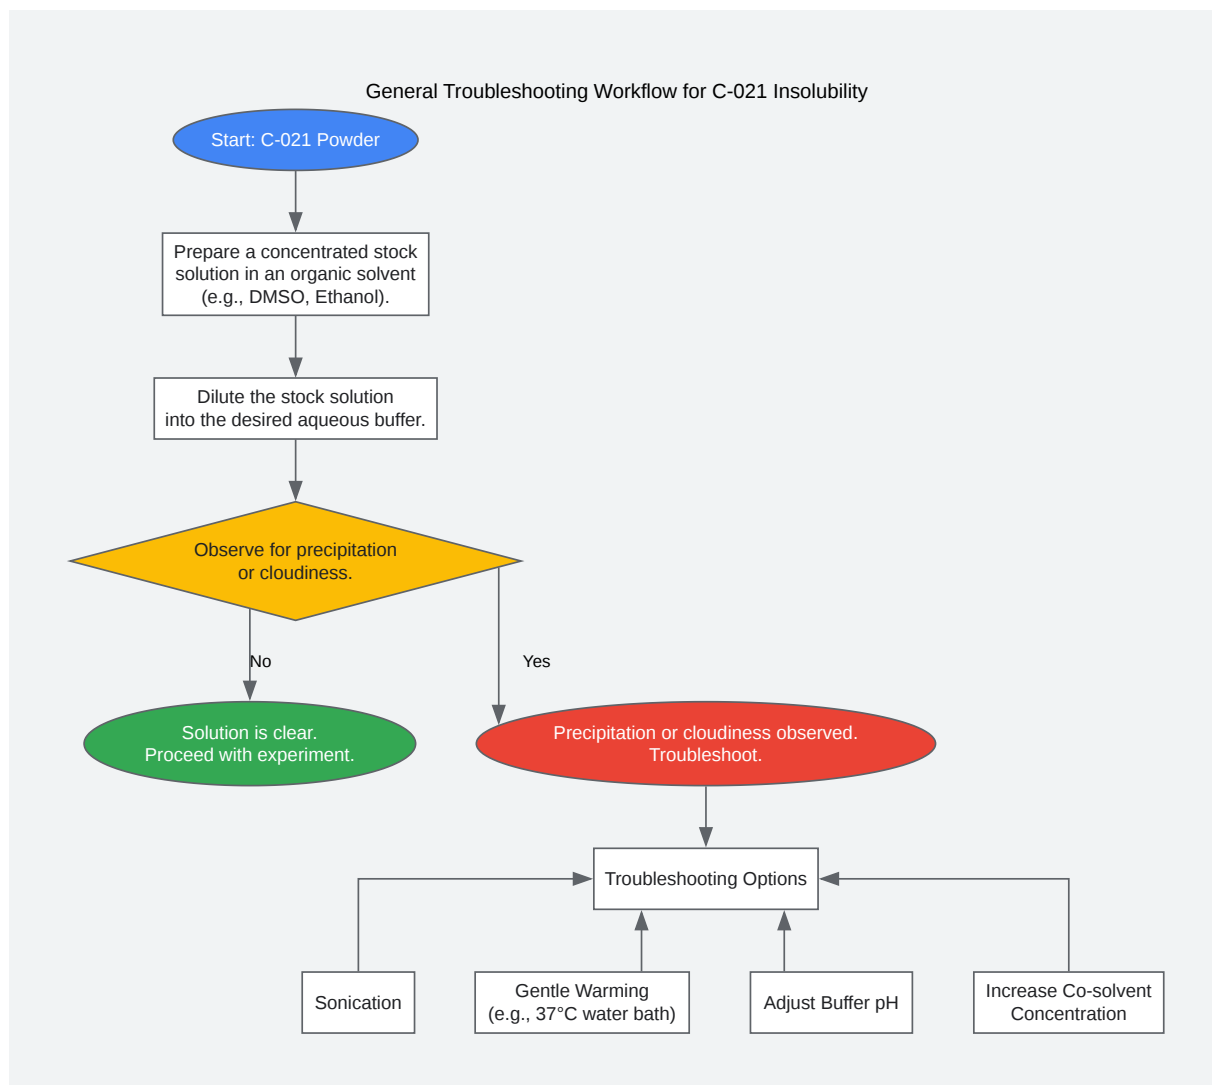 General Troubleshooting Workflow for C-021 Insolubility
Start: C-021 Powder
Prepare a concentrated stock
solution in an organic solvent
(e.g., DMSO, Ethanol).
Dilute the stock solution
into the desired aqueous buffer.
Observe for precipitation
or cloudiness.
No
Yes
Solution is clear.
Proceed with experiment.
Precipitation or cloudiness observed.
Troubleshoot.
Troubleshooting Options
Sonication
Gentle Warming
(e.g., 37°C water bath)
Adjust Buffer pH
Increase Co-solvent
Concentration